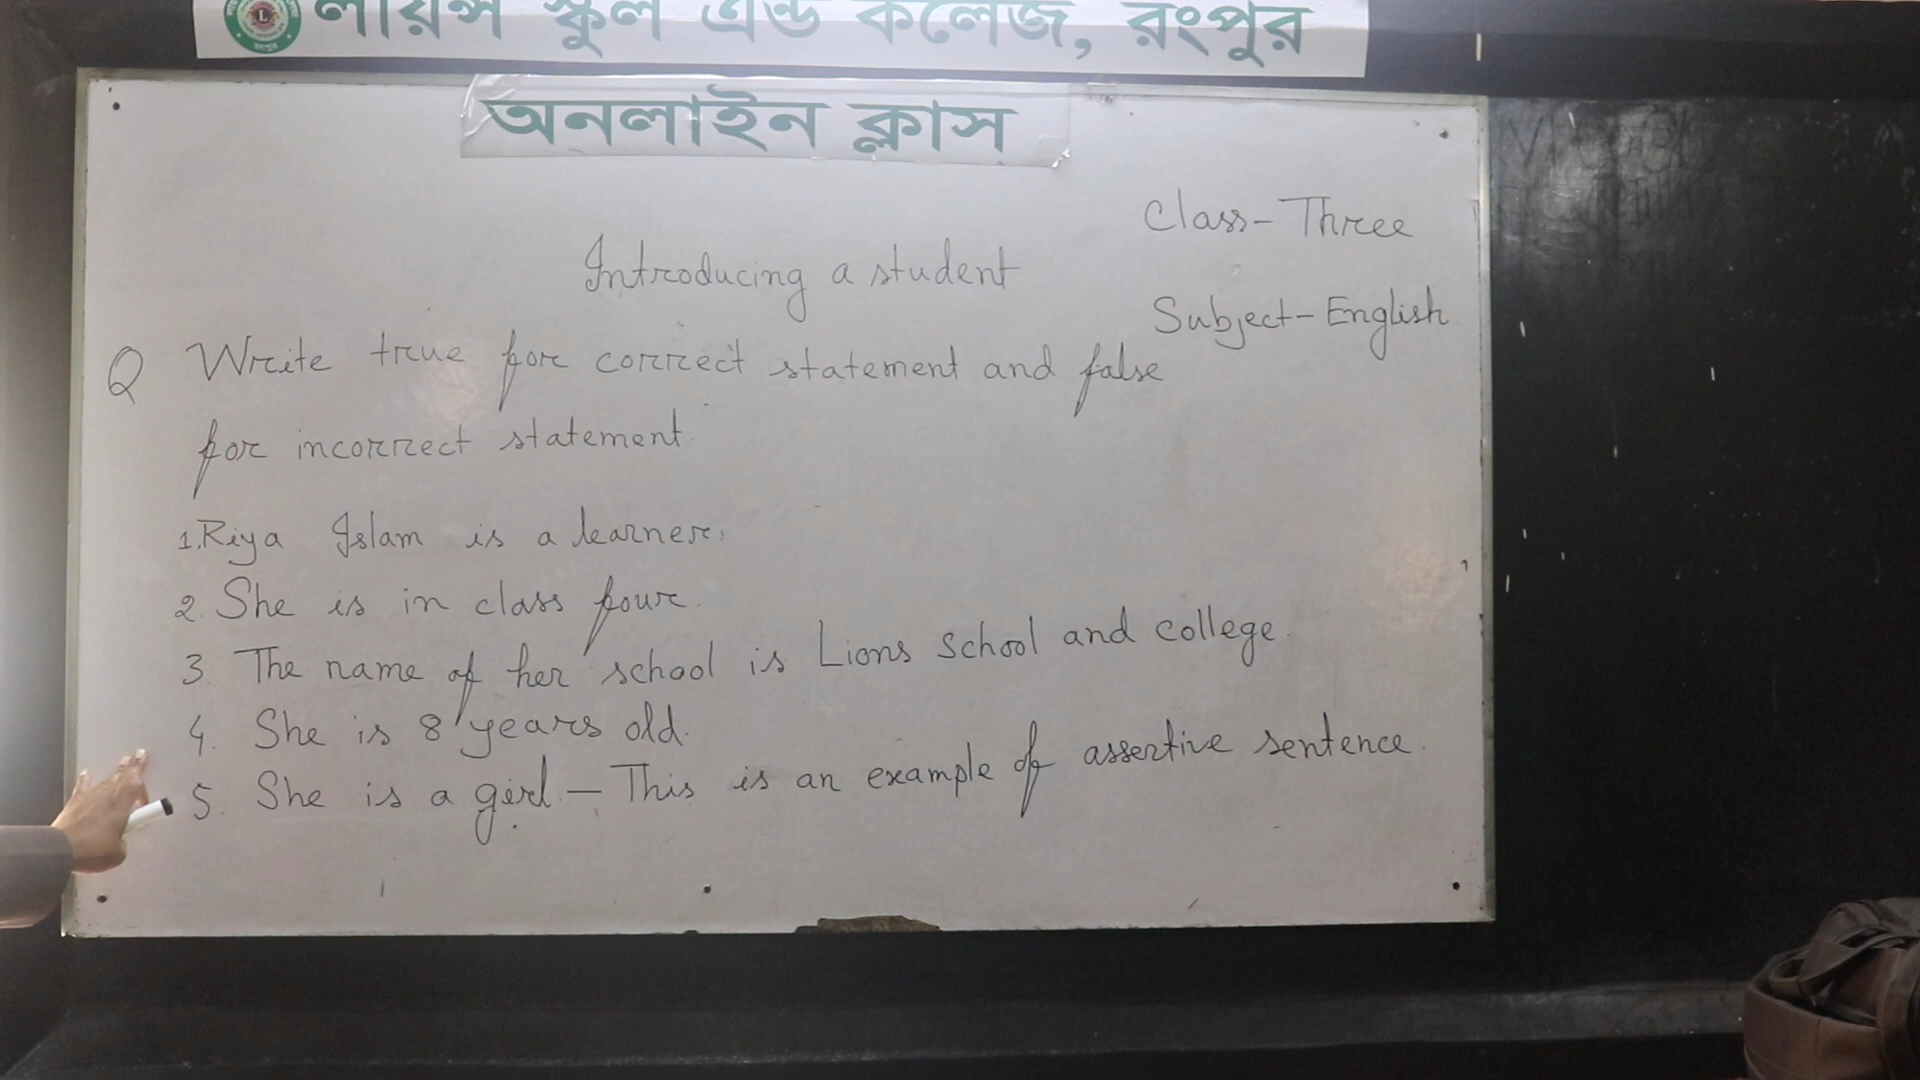 লায়ন্স স্কুল এন্ড কলেজ, রংপুর
রংপুর
অনলাইন ক্লাস
Class- Three
Introducing a student
Subject- English
Q Write true for correct statement and false
for incorrect statement.
1. Riya Islam is a learner.
2. She is in class four.
3. The name of her school is Lions School and college.
4. She is 8 years old.
5. She is a girl - This is an example of assertive sentence.